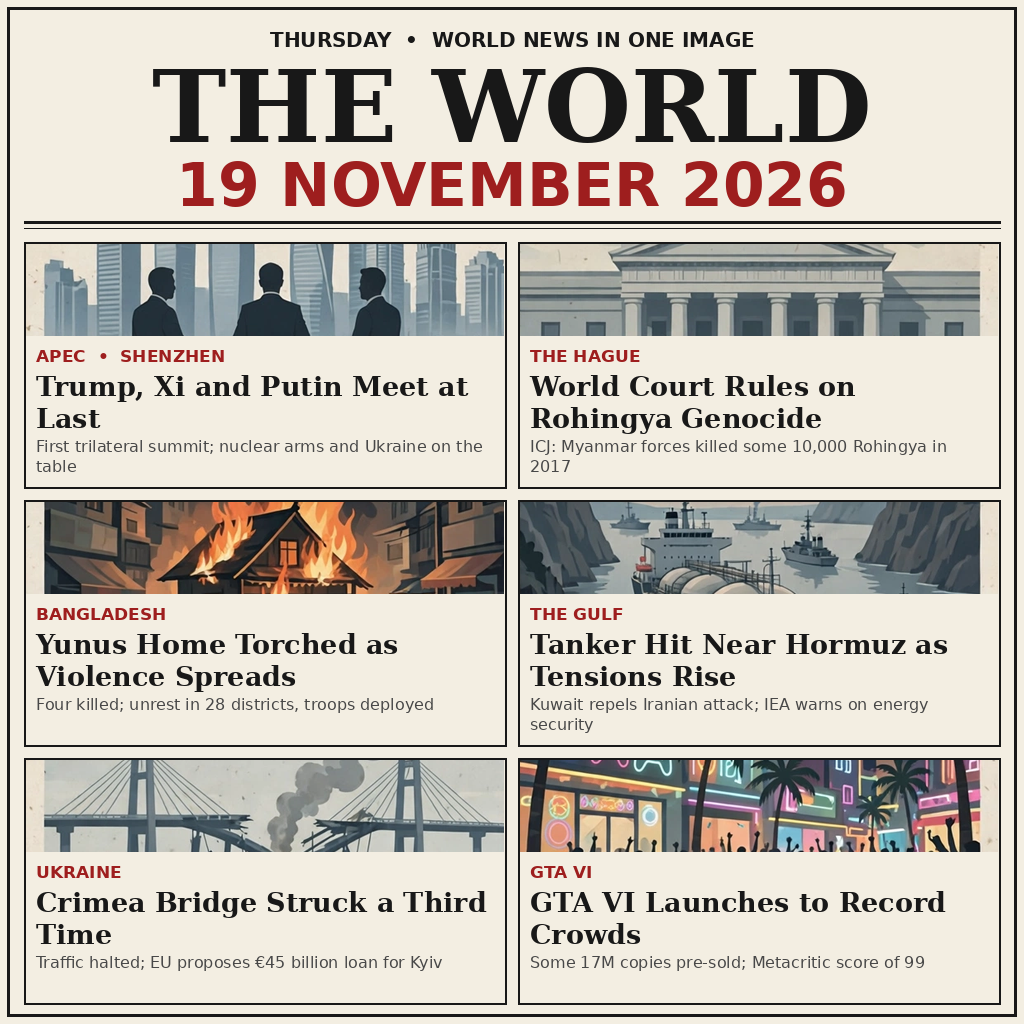 THURSDAY • WORLD NEWS IN ONE IMAGE
THE WORLD
19 NOVEMBER 2026
APEC • SHENZHEN
Trump, Xi and Putin Meet at
Last
First trilateral summit; nuclear arms and Ukraine on the
table
THE HAGUE
World Court Rules on
Rohingya Genocide
ICJ: Myanmar forces killed some 10,000 Rohingya in
2017
BANGLADESH
Yunus Home Torched as
Violence Spreads
Four killed; unrest in 28 districts, troops deployed
THE GULF
Tanker Hit Near Hormuz as
Tensions Rise
Kuwait repels Iranian attack; IEA warns on energy
security
UKRAINE
Crimea Bridge Struck a Third
Time
Traffic halted; EU proposes €45 billion loan for Kyiv
GTA VI
GTA VI Launches to Record
Crowds
Some 17M copies pre-sold; Metacritic score of 99